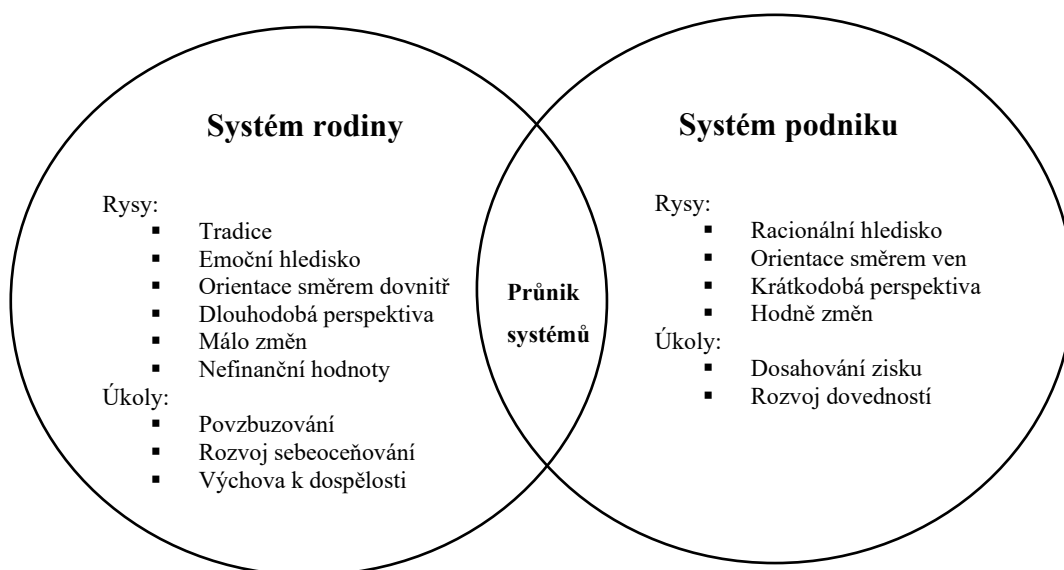 Systém rodiny
Rysy:
▪ Tradice
▪ Emoční hledisko
▪ Orientace směrem dovnitř
▪ Dlouhodobá perspektiva
▪ Málo změn
▪ Nefinanční hodnoty
Úkoly:
▪ Povzbuzování
▪ Rozvoj sebeoceňování
▪ Výchova k dospělosti
Průnik
systémů
Systém podniku
Rysy:
▪ Racionální hledisko
▪ Orientace směrem ven
▪ Krátkodobá perspektiva
▪ Hodně změn
Úkoly:
▪ Dosahování zisku
▪ Rozvoj dovedností